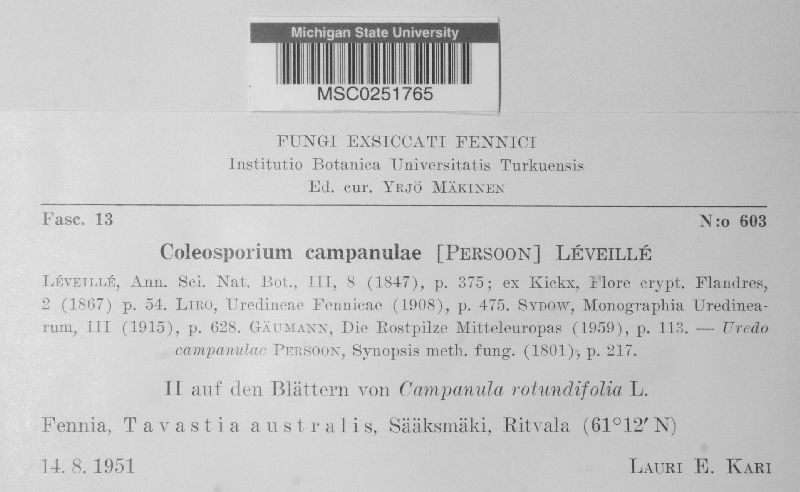 Michigan State University
MSC0251765
FUNGI EXSICCATI FENNICI
Institutio Botanica Universitatis Turkuensis
Ed. cur. YRJÖ MÄKINEN
Fasc. 13 N:o 603
Coleosporium campanulae [PERSOON] LÉVEILLÉ
LÉVEILLÉ, Ann. Sci. Nat. Bot., III, 8 (1847), p. 375; ex Kickx, Flore crypt. Flandres,
2 (1867) p. 54. LIRO, Uredineae Fennicae (1908), p. 475. SYDOW, Monographia Uredinea-
rum, III (1915), p. 628. GÄUMANN, Die Rostpilze Mitteleuropas (1959), p. 113. — Uredo
campanulae PERSOON, Synopsis meth. fung. (1801), p. 217.
II auf den Blättern von Campanula rotundifolia L.
Fennia, Tavastia australis, Sääksmäki, Ritvala (61°12′ N)
14. 8. 1951 LAURI E. KARI